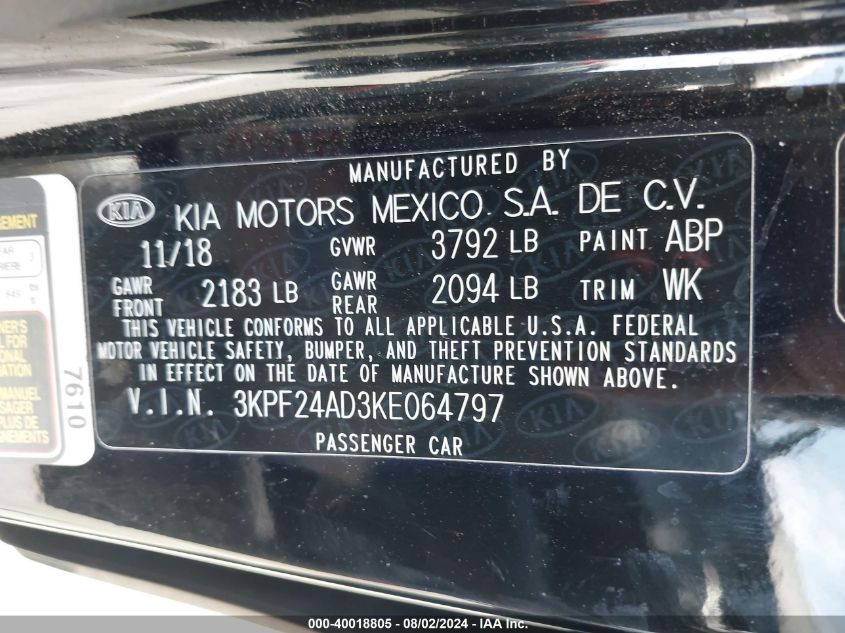 MANUFACTURED BY
KIA KIA MOTORS MEXICO S.A. DE C.V.
11/18 GVWR 3792 LB PAINT ABP
GAWR FRONT 2183 LB GAWR REAR 2094 LB TRIM WK
THIS VEHICLE CONFORMS TO ALL APPLICABLE U.S.A. FEDERAL
MOTOR VEHICLE SAFETY, BUMPER, AND THEFT PREVENTION STANDARDS
IN EFFECT ON THE DATE OF MANUFACTURE SHOWN ABOVE.
V.I.N. 3KPF24AD3KE064797
PASSENGER CAR
7610
000-40018805 - 08/02/2024 - IAA Inc.